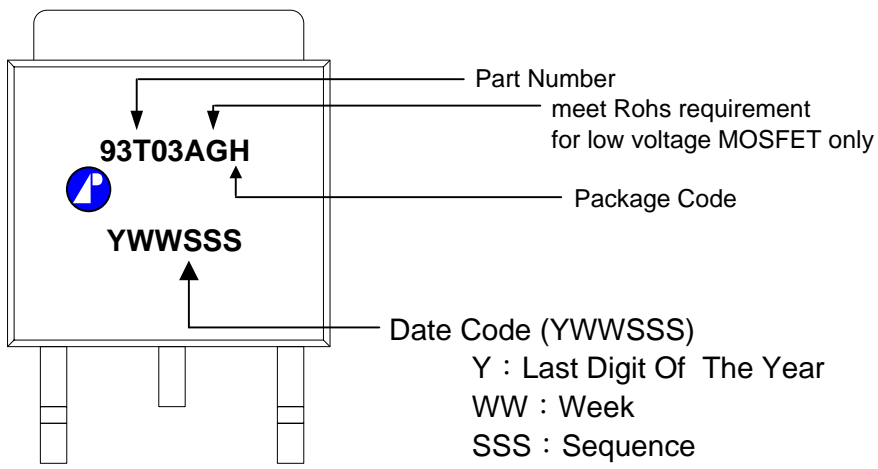 Part Number
meet Rohs requirement
for low voltage MOSFET only
93T03AGH
Package Code
YWWSSS
Date Code (YWWSSS)
Y：Last Digit Of The Year
WW：Week
SSS：Sequence